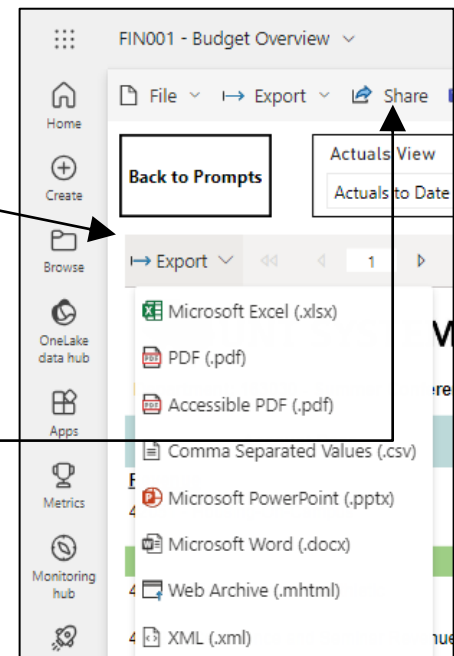 FIN001 - Budget Overview
File Export Share
Home
Back to Prompts
Actuals View
Actuals to Date
Create
Browse
Export 1
OneLake
data hub
Microsoft Excel (.xlsx)
PDF (.pdf)
Accessible PDF (.pdf)
Apps
Comma Separated Values (.csv)
Metrics
Microsoft PowerPoint (.pptx)
Microsoft Word (.docx)
Monitoring
hub
Web Archive (.mhtml)
XML (.xml)